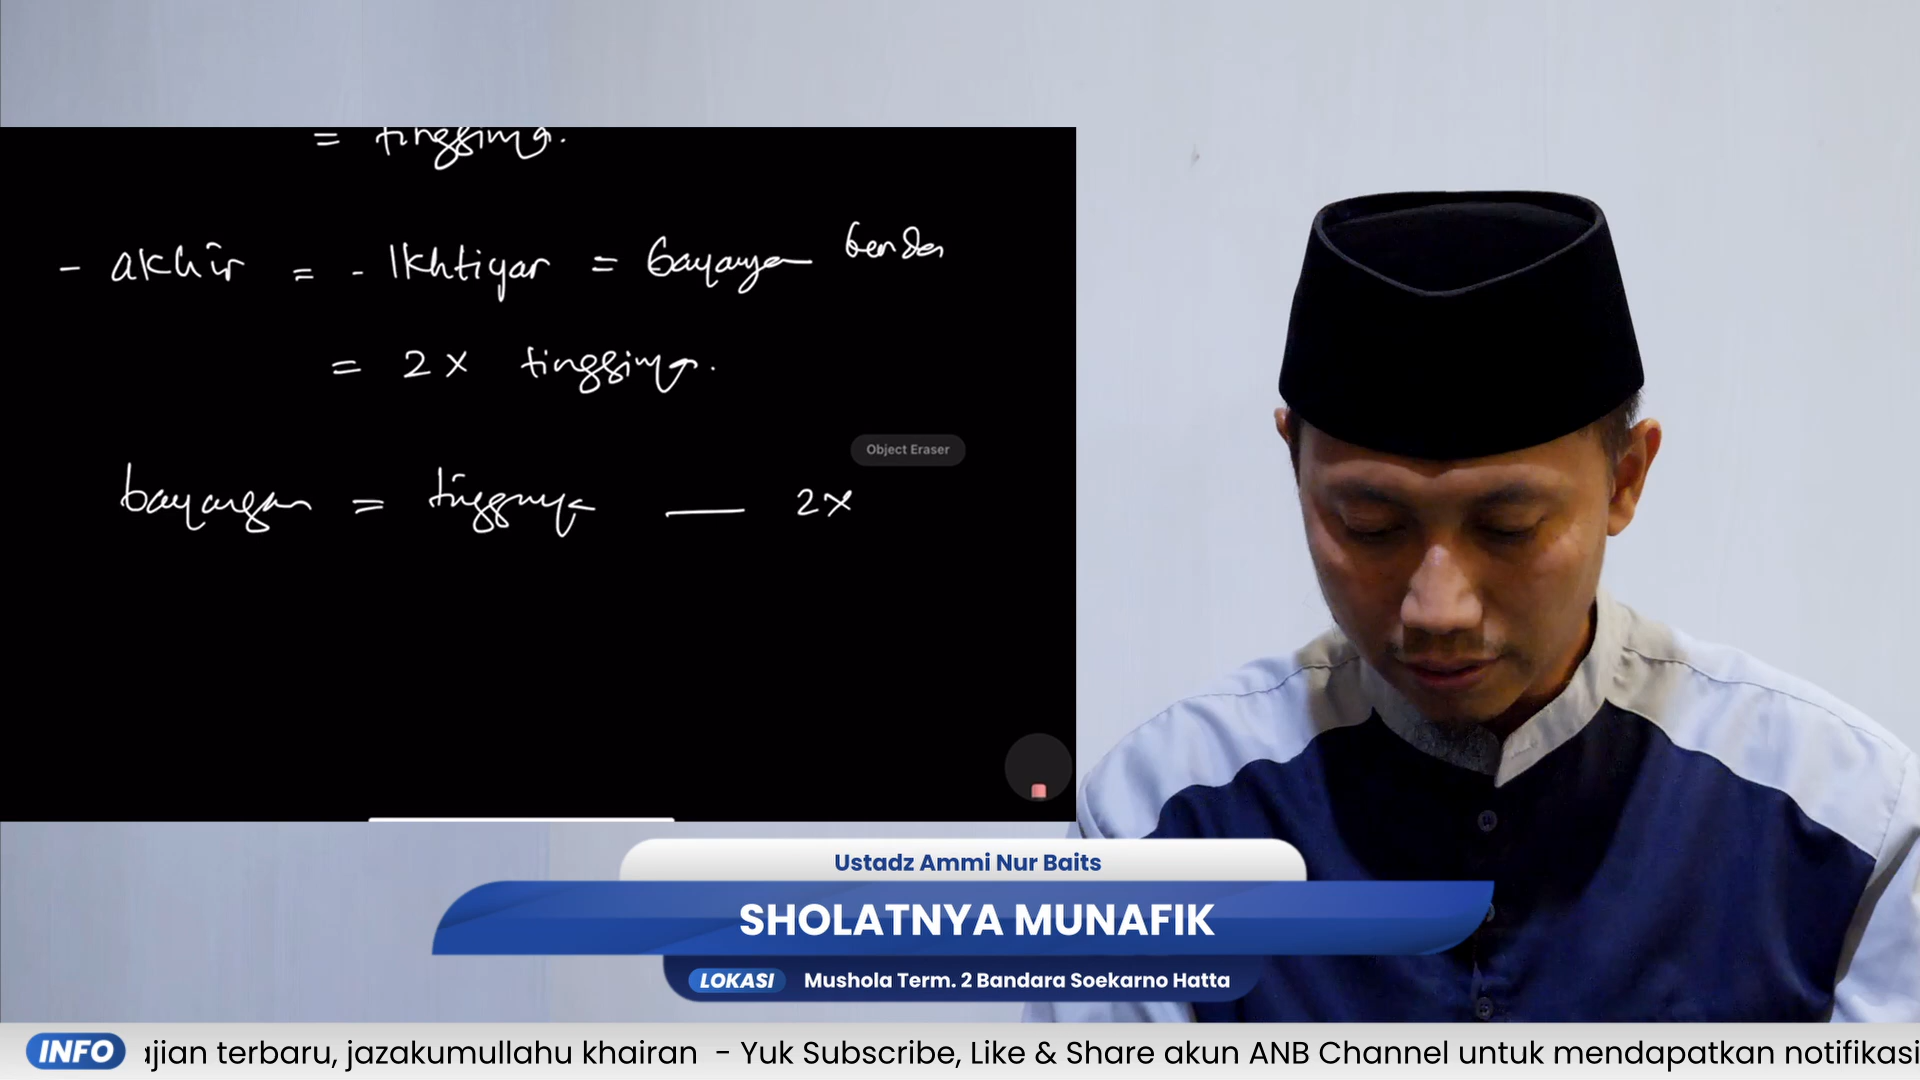 = tingginya.
- akhir = - Ikhtiyar = bayangan benda
= 2x tingginya.
Object Eraser
bayangan = tingginya — 2x
Ustadz Ammi Nur Baits
SHOLATNYA MUNAFIK
LOKASI Mushola Term. 2 Bandara Soekarno Hatta
INFO ajian terbaru, jazakumullahu khairan - Yuk Subscribe, Like & Share akun ANB Channel untuk mendapatkan notifikasi